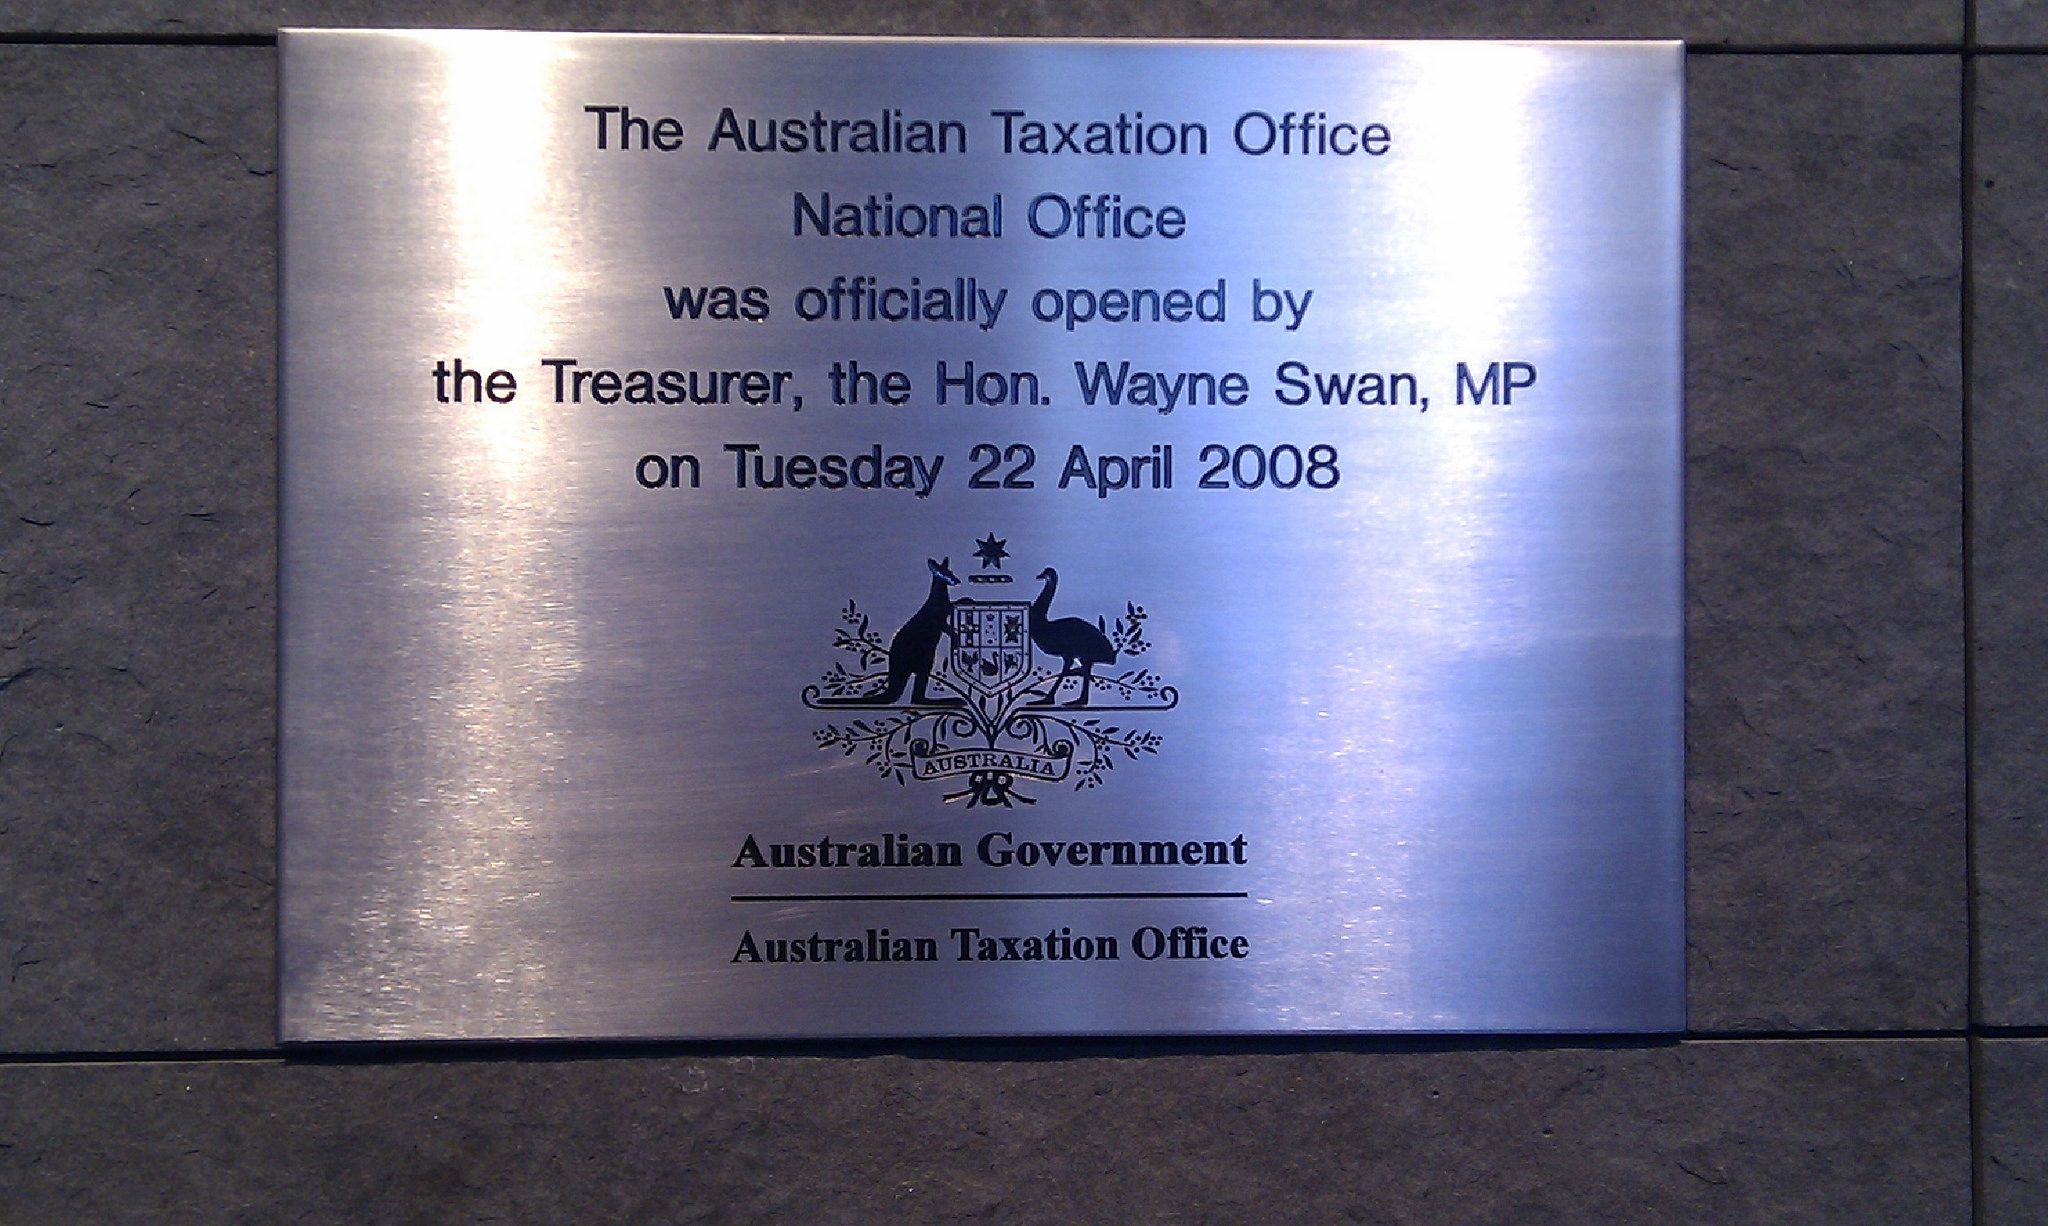 The Australian Taxation Office
National Office
was officially opened by
the Treasurer, the Hon. Wayne Swan, MP
on Tuesday 22 April 2008
AUSTRALIA
Australian Government
Australian Taxation Office